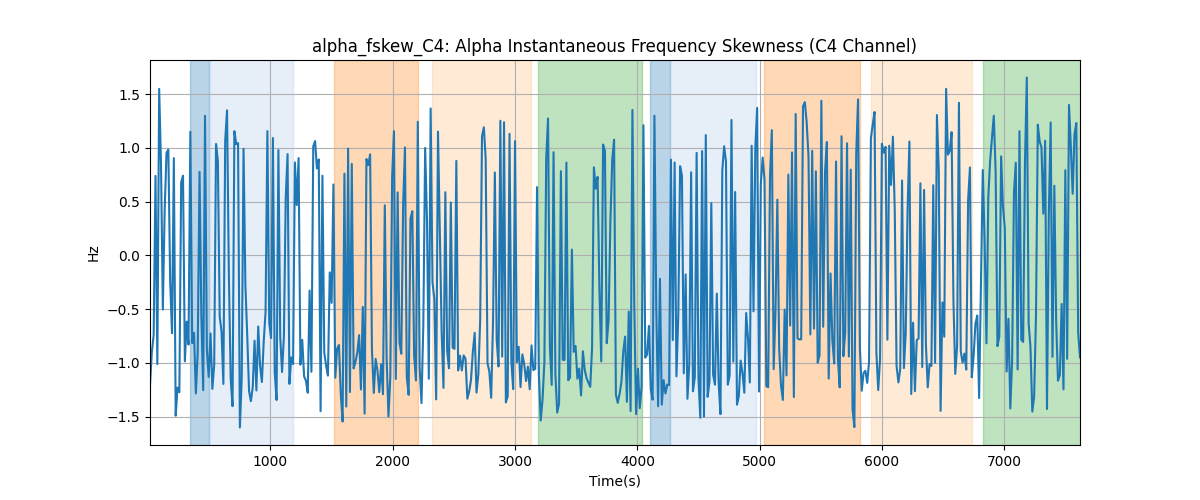 alpha_fskew_C4: Alpha Instantaneous Frequency Skewness (C4 Channel)
1.5
1.0
0.5
0.0
−0.5
−1.0
−1.5
Hz
1000 2000 3000 4000 5000 6000 7000
Time(s)